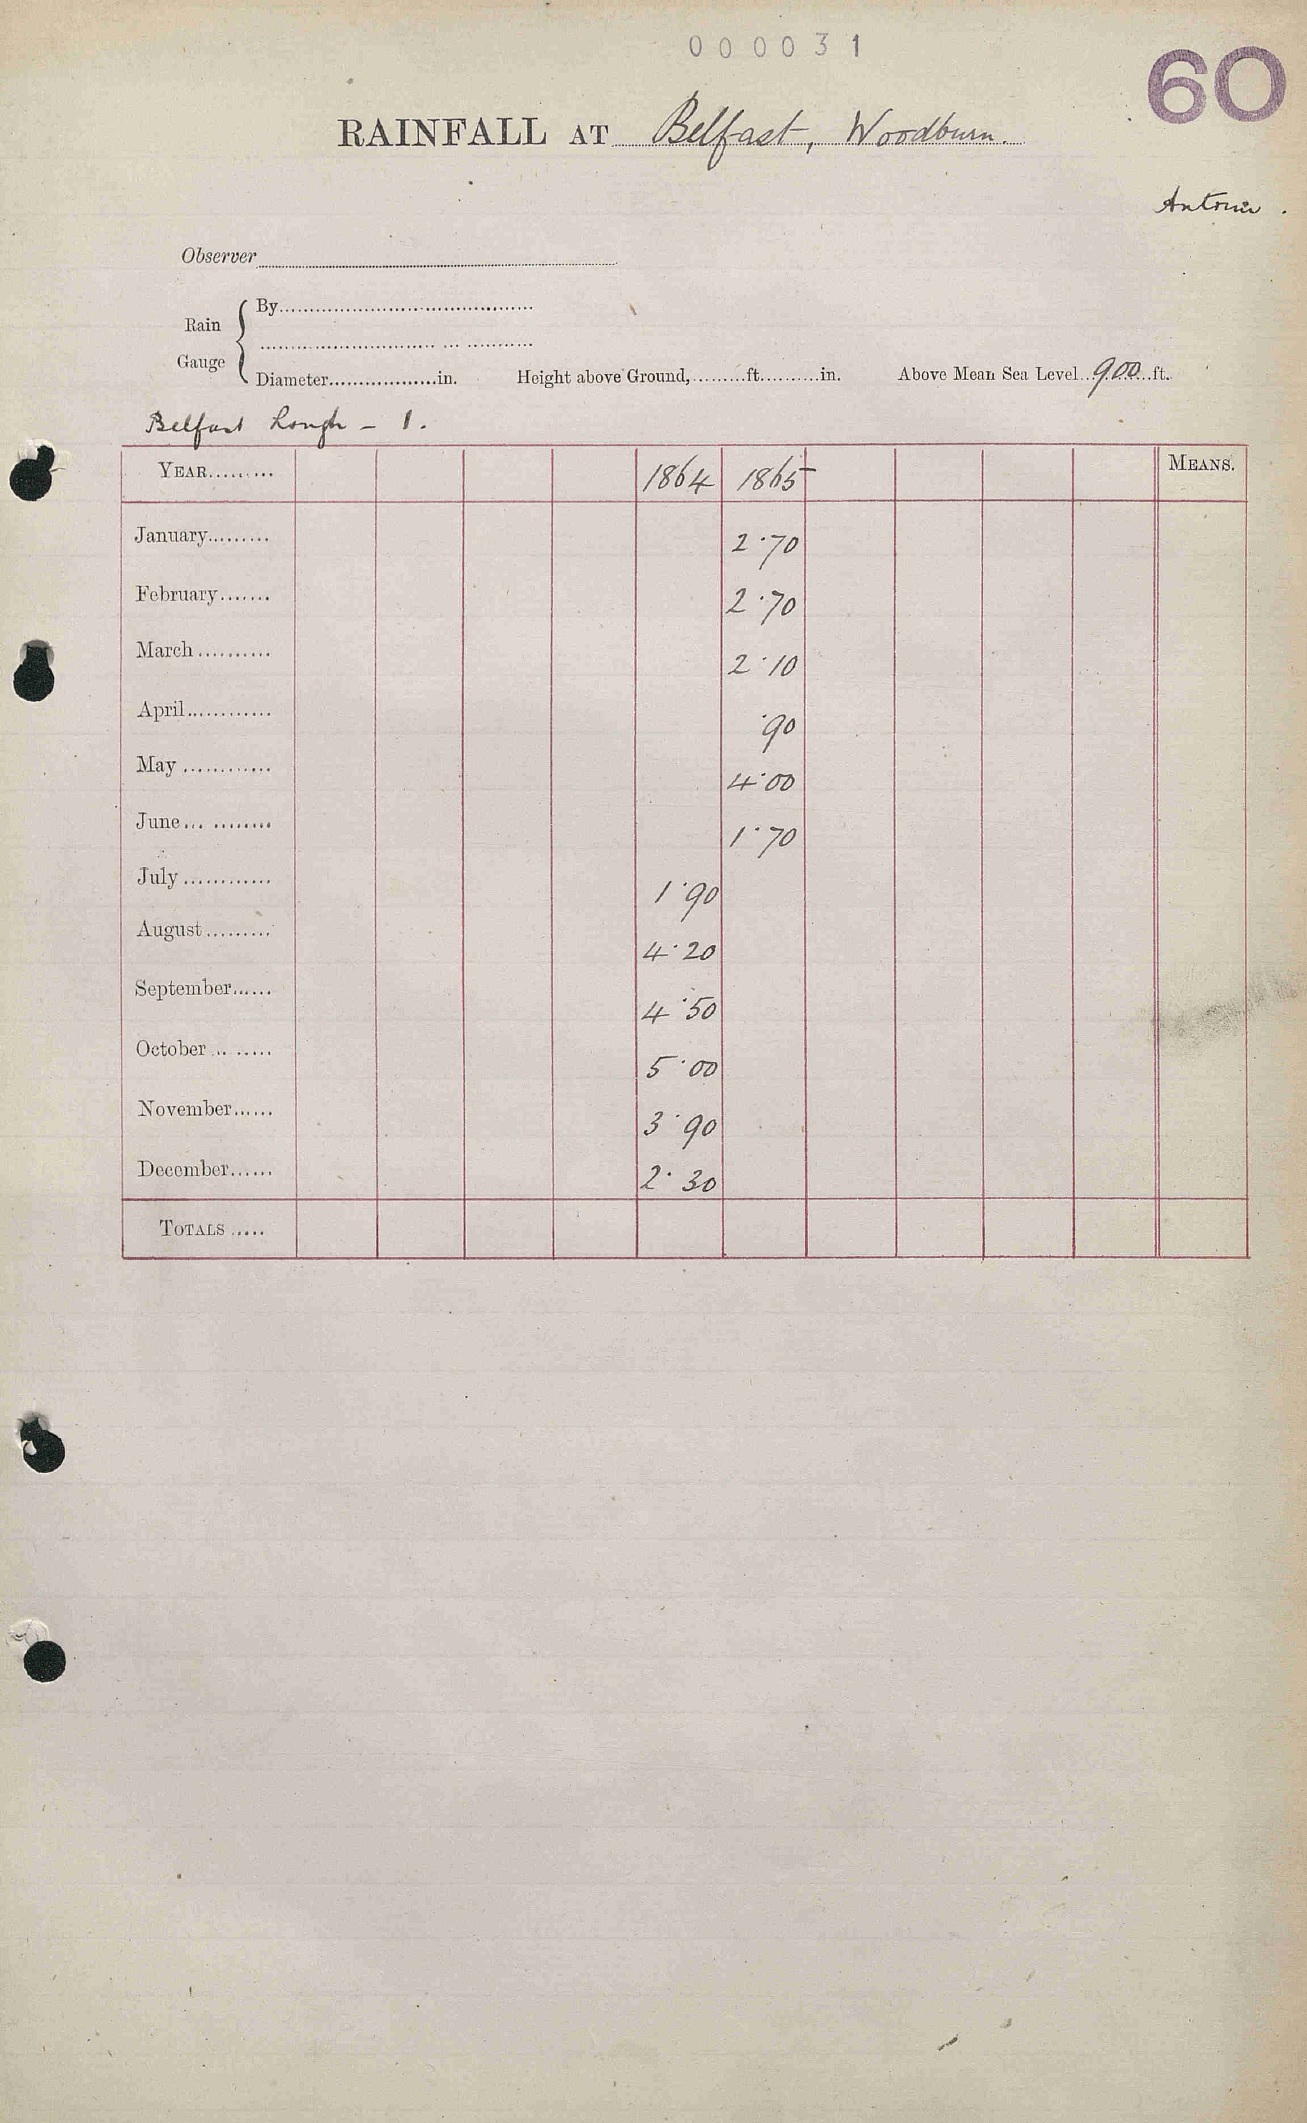 000031
60
RAINFALL AT Belfast, Woodburn.
Antrim.
Observer
Rain Gauge
By
Diameter in. Height above Ground, ft. in. Above Mean Sea Level 900 ft.
Belfast Lough - 1.
YEAR 1864 1865 MEANS.
January 2.70
February 2.70
March 2.10
April .90
May 4.00
June 1.70
July 1.90
August 4.20
September 4.50
October 5.00
November 3.90
December 2.30
TOTALS